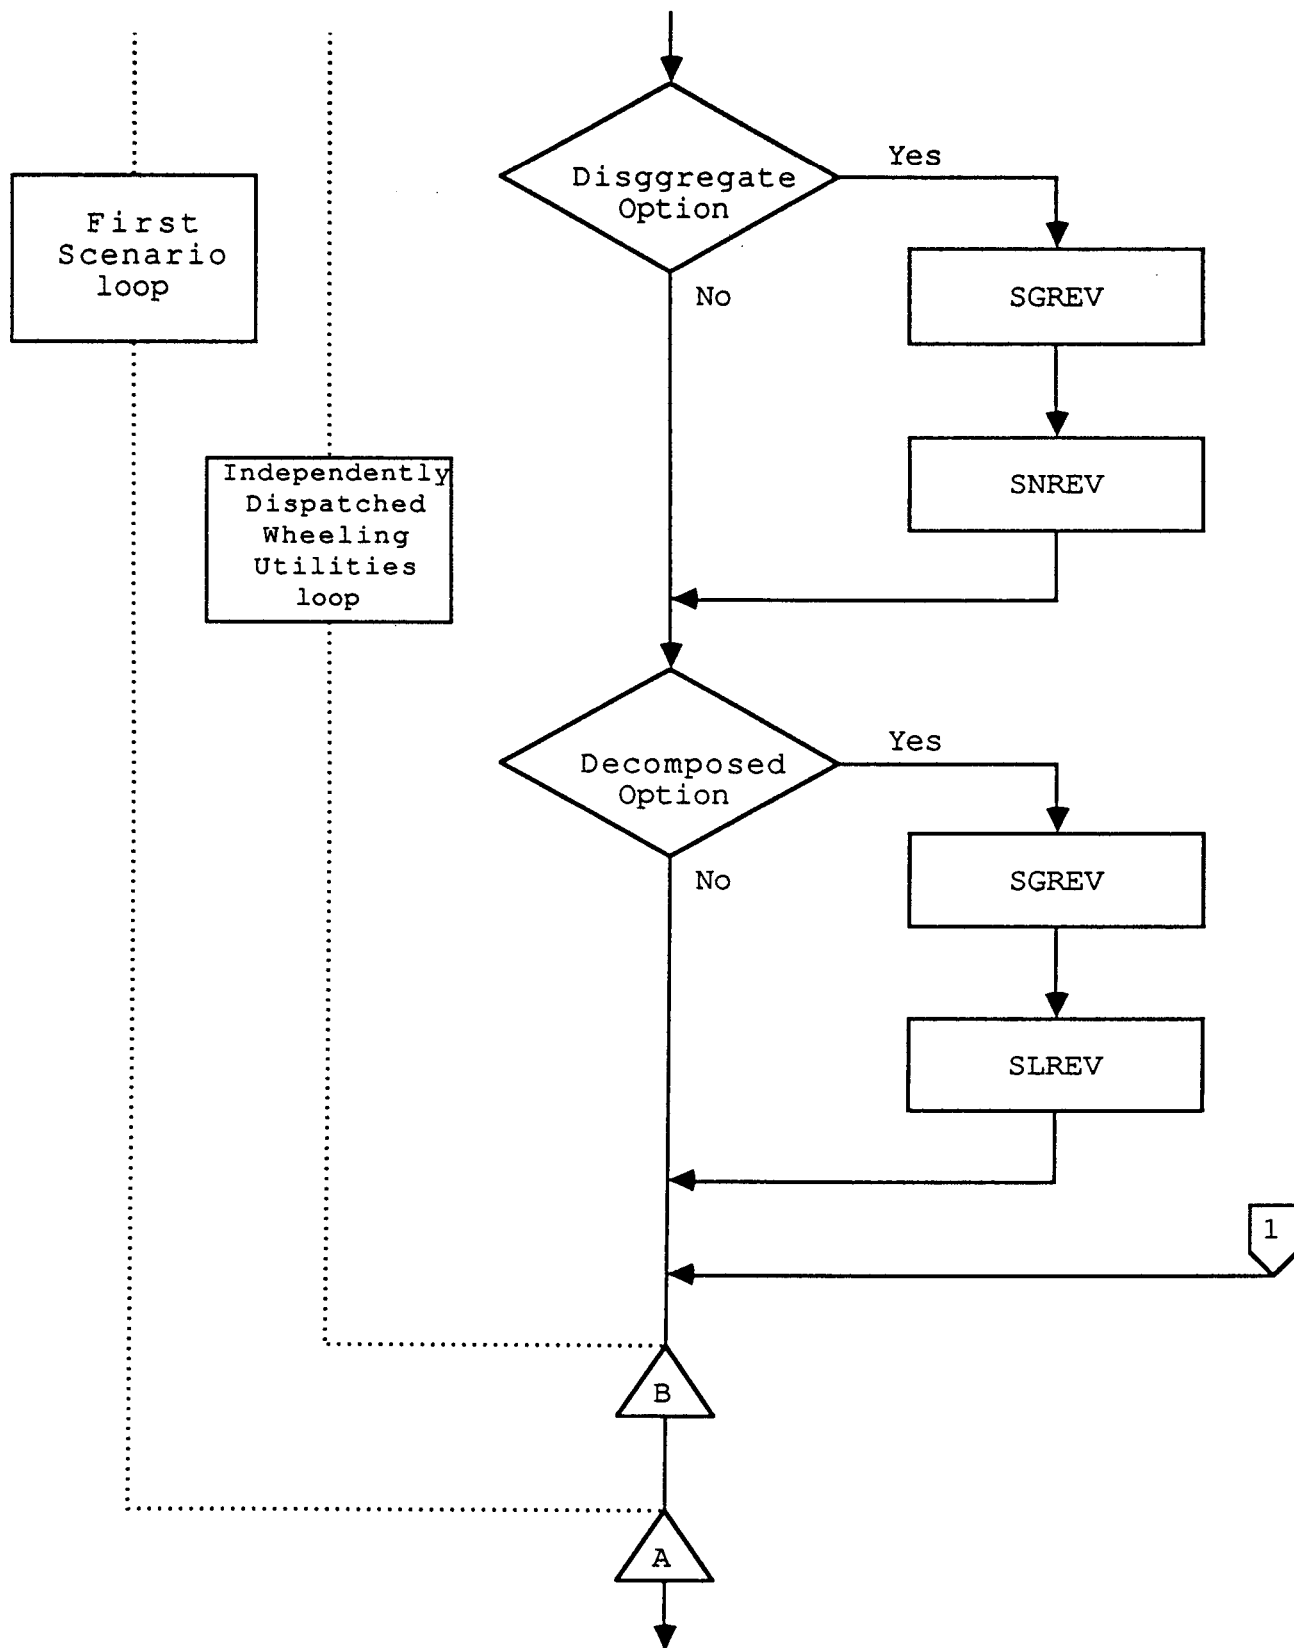 Yes
Disggregate
Option
First
Scenario
loop
No
SGREV
Independently
Dispatched
Wheeling
Utilities
loop
SNREV
Yes
Decomposed
Option
No
SGREV
SLREV
1
B
A